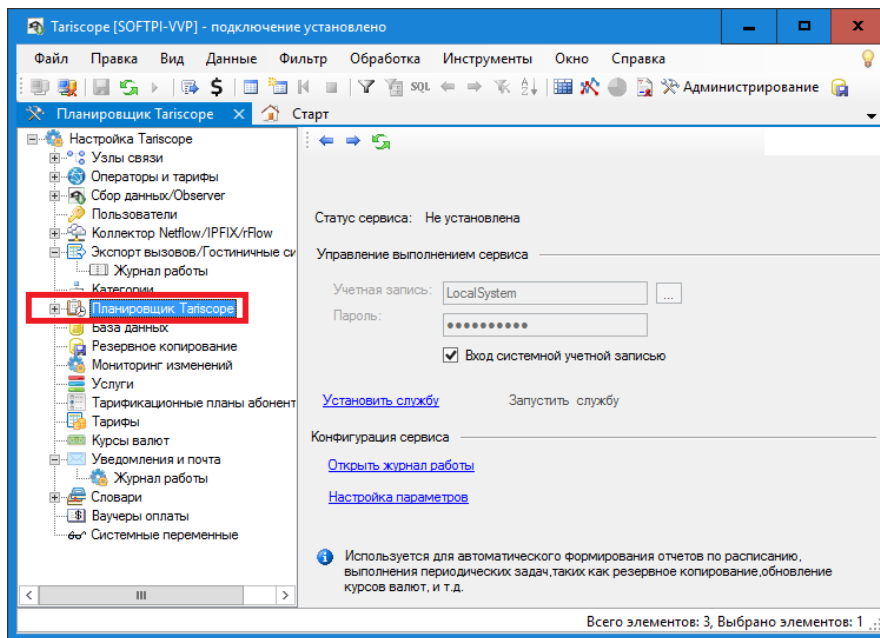 Tariscope [SOFTPI-VVP] - подключение установлено
Файл Правка Вид Данные Фильтр Обработка Инструменты Окно Справка
SQL Администрирование
Планировщик Tariscope Старт
Настройка Tariscope
Узлы связи
Операторы и тарифы
Сбор данных/Observer
Пользователи
Коллектор Netflow/IPFIX/rFlow
Экспорт вызовов/Гостиничные си
Журнал работы
Категории
Планировщик Tariscope
База данных
Резервное копирование
Мониторинг изменений
Услуги
Тарификационные планы абонент
Тарифы
Курсы валют
Уведомления и почта
Журнал работы
Словари
Ваучеры оплаты
Системные переменные
Статус сервиса: Не установлена
Управление выполнением сервиса
Учетная запись: LocalSystem ...
Пароль:
Вход системной учетной записью
Установить службу Запустить службу
Конфигурация сервиса
Открыть журнал работы
Настройка параметров
Используется для автоматического формирования отчетов по расписанию,
выполнения периодических задач,таких как резервное копирование,обновление
курсов валют, и т.д.
Всего элементов: 3, Выбрано элементов: 1